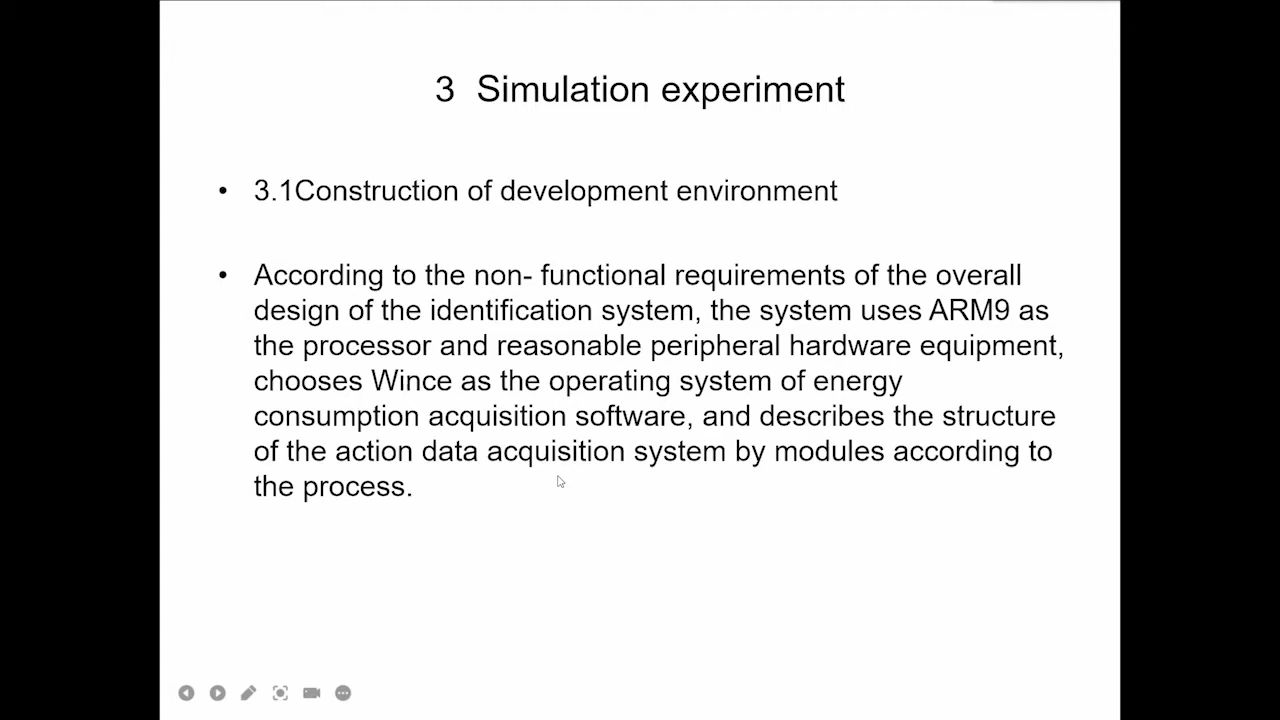 3 Simulation experiment
• 3.1Construction of development environment
• According to the non- functional requirements of the overall
design of the identification system, the system uses ARM9 as
the processor and reasonable peripheral hardware equipment,
chooses Wince as the operating system of energy
consumption acquisition software, and describes the structure
of the action data acquisition system by modules according to
the process.